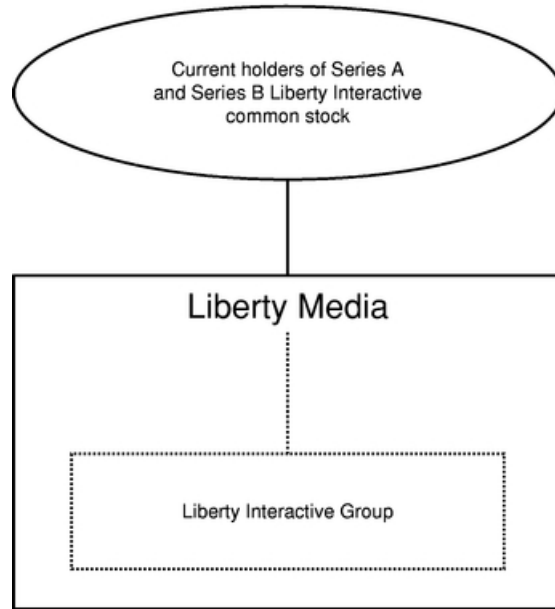 Current holders of Series A
and Series B Liberty Interactive
common stock
Liberty Media
Liberty Interactive Group